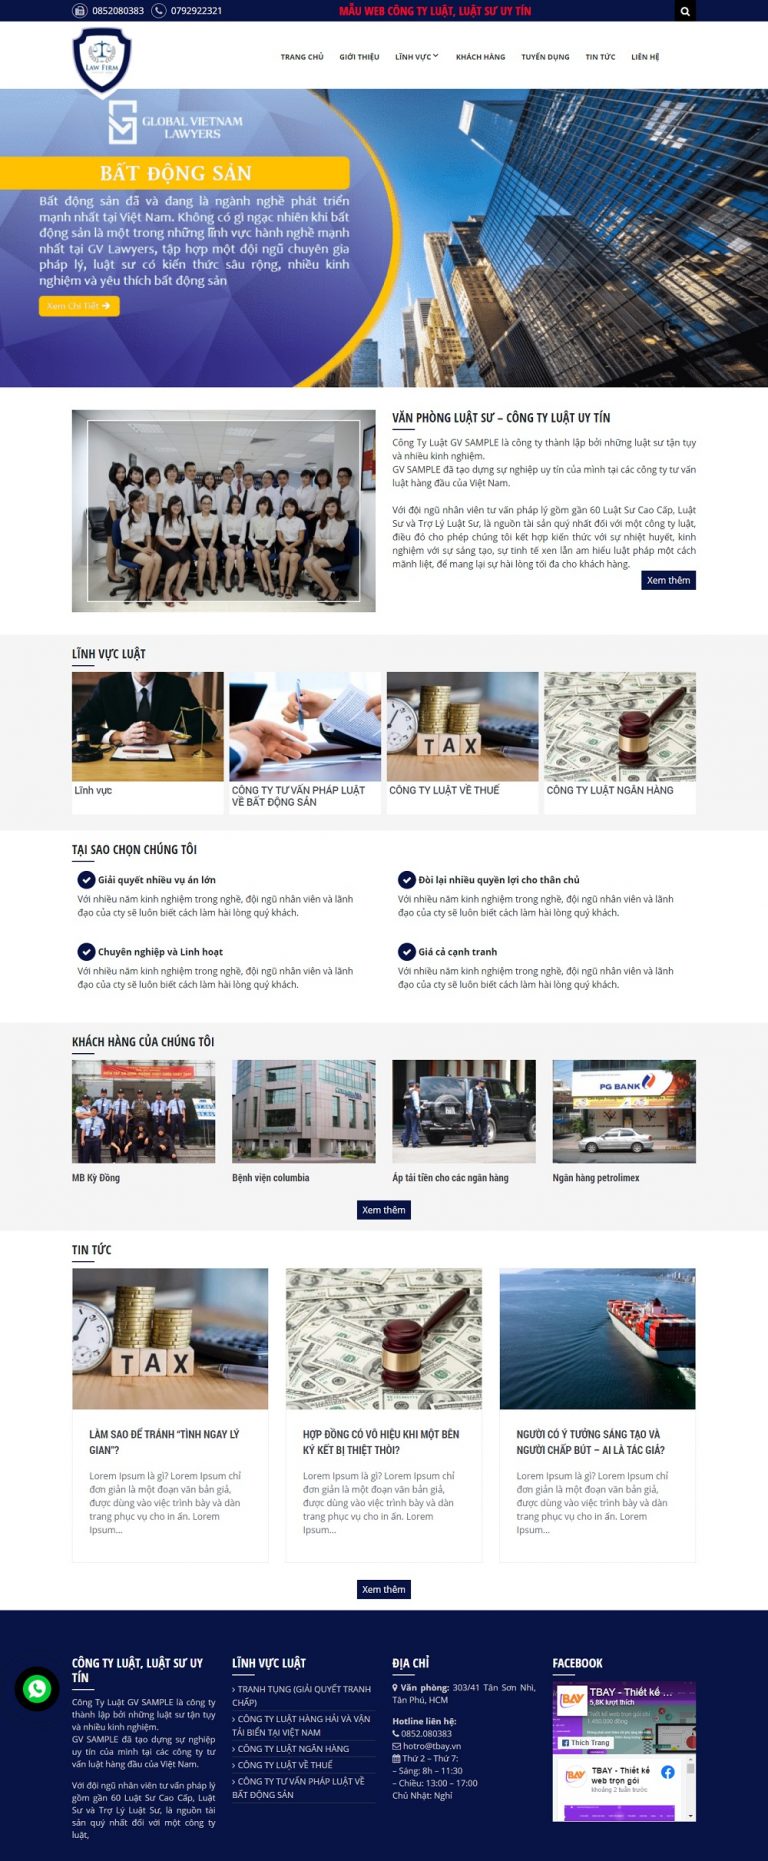 0852080383 0792922321 MẪU WEB CÔNG TY LUẬT, LUẬT SƯ UY TÍN
LAW FIRM
TRANG CHỦ GIỚI THIỆU LĨNH VỰC KHÁCH HÀNG TUYỂN DỤNG TIN TỨC LIÊN HỆ
GLOBAL VIETNAM
LAWYERS
BẤT ĐỘNG SẢN
Bất động sản đã và đang là ngành nghề phát triển
mạnh nhất tại Việt Nam. Không có gì ngạc nhiên khi bất
động sản là một trong những lĩnh vực hành nghề mạnh
nhất tại GV Lawyers, tập hợp một đội ngũ chuyên gia
pháp lý, luật sư có kiến thức sâu rộng, nhiều kinh
nghiệm và yêu thích bất động sản
Xem Chi Tiết
VĂN PHÒNG LUẬT SƯ – CÔNG TY LUẬT UY TÍN
Công Ty Luật GV SAMPLE là công ty thành lập bởi những luật sư tận tụy
và nhiều kinh nghiệm.
GV SAMPLE đã tạo dựng sự nghiệp uy tín của mình tại các công ty tư vấn
luật hàng đầu của Việt Nam.
Với đội ngũ nhân viên tư vấn pháp lý gồm gần 60 Luật Sư Cao Cấp, Luật
Sư và Trợ Lý Luật Sư, là nguồn tài sản quý nhất đối với một công ty luật,
điều đó cho phép chúng tôi kết hợp kiến thức với sự nhiệt huyết, kinh
nghiệm với sự sáng tạo, sự tinh tế xen lẫn am hiểu luật pháp một cách
mãnh liệt, để mang lại sự hài lòng tối đa cho khách hàng.
Xem thêm
LĨNH VỰC LUẬT
TAX
Lĩnh vực
CÔNG TY TƯ VẤN PHÁP LUẬT
VỀ BẤT ĐỘNG SẢN
CÔNG TY LUẬT VỀ THUẾ
CÔNG TY LUẬT NGÂN HÀNG
TẠI SAO CHỌN CHÚNG TÔI
Giải quyết nhiều vụ án lớn
Với nhiều năm kinh nghiệm trong nghề, đội ngũ nhân viên và lãnh
đạo của cty sẽ luôn biết cách làm hài lòng quý khách.
Đòi lại nhiều quyền lợi cho thân chủ
Với nhiều năm kinh nghiệm trong nghề, đội ngũ nhân viên và lãnh
đạo của cty sẽ luôn biết cách làm hài lòng quý khách.
Chuyên nghiệp và Linh hoạt
Với nhiều năm kinh nghiệm trong nghề, đội ngũ nhân viên và lãnh
đạo của cty sẽ luôn biết cách làm hài lòng quý khách.
Giá cả cạnh tranh
Với nhiều năm kinh nghiệm trong nghề, đội ngũ nhân viên và lãnh
đạo của cty sẽ luôn biết cách làm hài lòng quý khách.
KHÁCH HÀNG CỦA CHÚNG TÔI
PG BANK
MB Kỳ Đồng
Bệnh viện columbia
Áp tải tiền cho các ngân hàng
Ngân hàng petrolimex
Xem thêm
TIN TỨC
TAX
LÀM SAO ĐỂ TRÁNH “TÌNH NGAY LÝ
GIAN”?
Lorem Ipsum là gì? Lorem Ipsum chỉ
đơn giản là một đoạn văn bản giả,
được dùng vào việc trình bày và dàn
trang phục vụ cho in ấn. Lorem
Ipsum...
HỢP ĐỒNG CÓ VÔ HIỆU KHI MỘT BÊN
KÝ KẾT BỊ THIỆT THÒI?
Lorem Ipsum là gì? Lorem Ipsum chỉ
đơn giản là một đoạn văn bản giả,
được dùng vào việc trình bày và dàn
trang phục vụ cho in ấn. Lorem
Ipsum...
NGƯỜI CÓ Ý TƯỞNG SÁNG TẠO VÀ
NGƯỜI CHẤP BÚT – AI LÀ TÁC GIẢ?
Lorem Ipsum là gì? Lorem Ipsum chỉ
đơn giản là một đoạn văn bản giả,
được dùng vào việc trình bày và dàn
trang phục vụ cho in ấn. Lorem
Ipsum...
Xem thêm
CÔNG TY LUẬT, LUẬT SƯ UY
TÍN
Công Ty Luật GV SAMPLE là công ty
thành lập bởi những luật sư tận tụy
và nhiều kinh nghiệm.
GV SAMPLE đã tạo dựng sự nghiệp
uy tín của mình tại các công ty tư
vấn luật hàng đầu của Việt Nam.
Với đội ngũ nhân viên tư vấn pháp lý
gồm gần 60 Luật Sư Cao Cấp, Luật
Sư và Trợ Lý Luật Sư, là nguồn tài
sản quý nhất đối với một công ty
luật,
LĨNH VỰC LUẬT
› TRANH TỤNG (GIẢI QUYẾT TRANH
CHẤP)
› CÔNG TY LUẬT HÀNG HẢI VÀ VẬN
TẢI BIỂN TẠI VIỆT NAM
› CÔNG TY LUẬT NGÂN HÀNG
› CÔNG TY LUẬT VỀ THUẾ
› CÔNG TY TƯ VẤN PHÁP LUẬT VỀ
BẤT ĐỘNG SẢN
ĐỊA CHỈ
Văn phòng: 303/41 Tân Sơn Nhì,
Tân Phú, HCM
Hotline liên hệ:
0852.080383
hotro@tbay.vn
Thứ 2 – Thứ 7:
– Sáng: 8h – 11:30
– Chiều: 13:00 – 17:00
Chủ Nhật: Nghỉ
FACEBOOK
BAY
TBAY - Thiết kế ...
5,8K lượt thích
Thích Trang
BAY
TBAY - Thiết kế
web trọn gói
khoảng 2 tuần trước